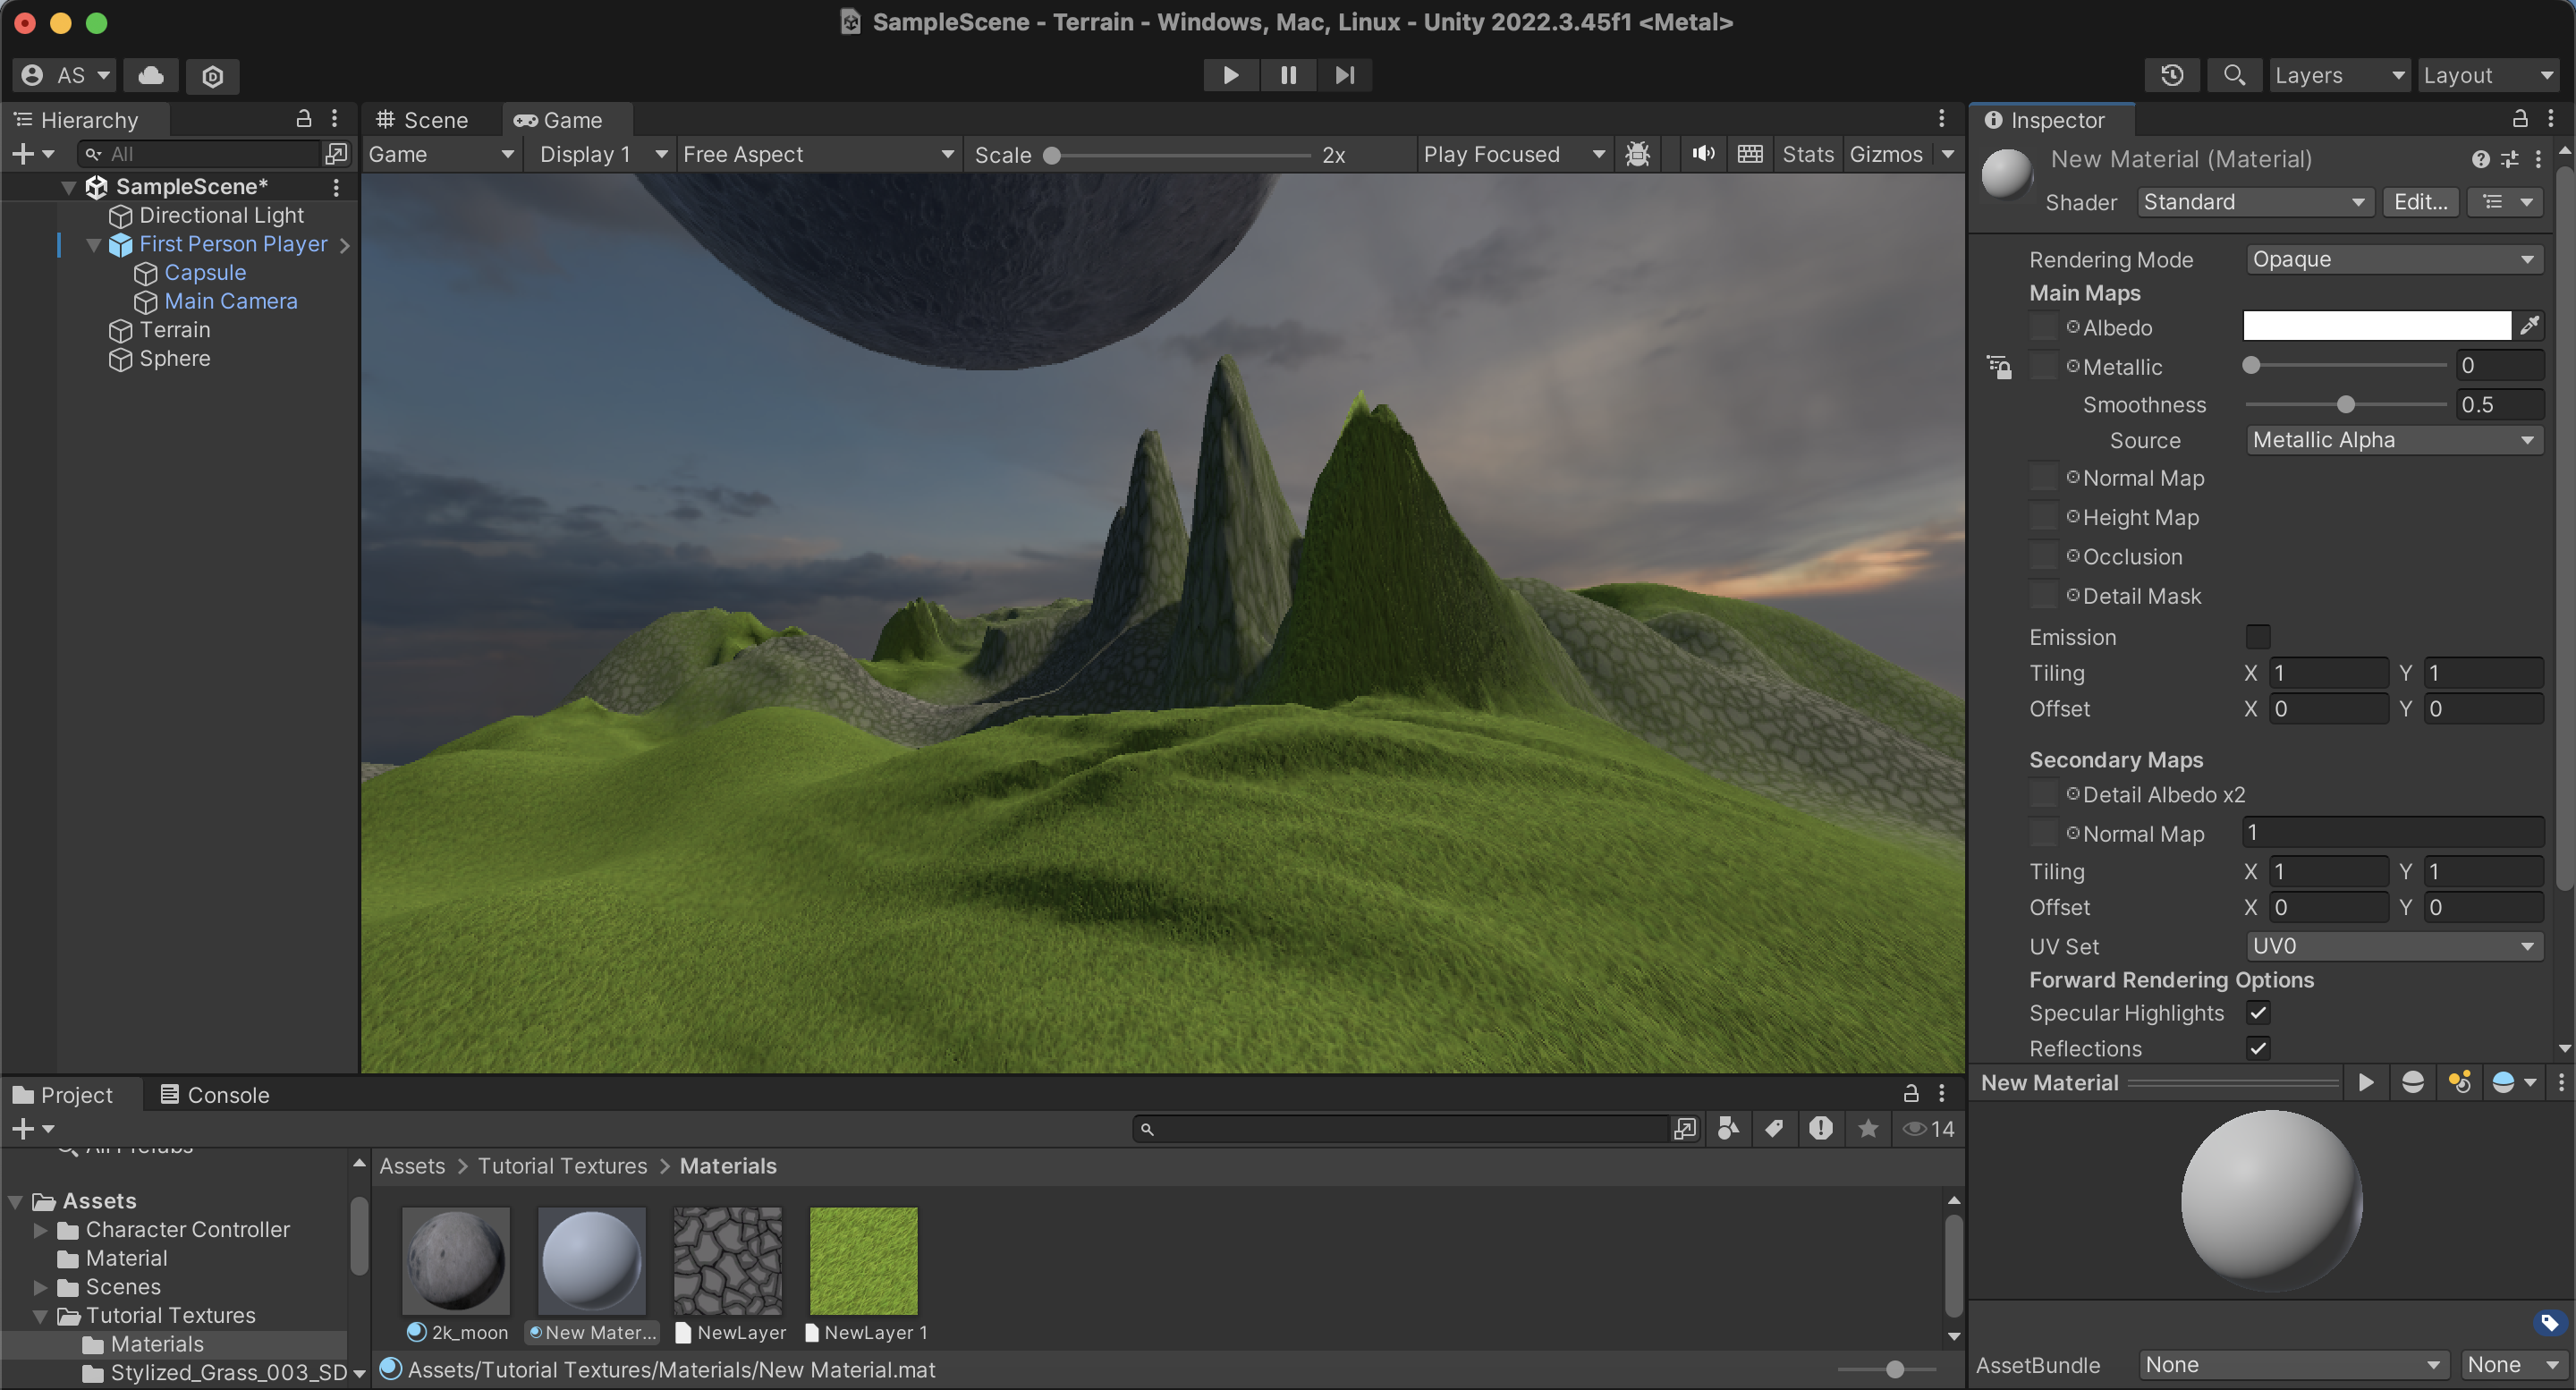 SampleScene - Terrain - Windows, Mac, Linux - Unity 2022.3.45f1 <Metal>
AS
Layers
Layout
Hierarchy
All
SampleScene*
Directional Light
First Person Player
Capsule
Main Camera
Terrain
Sphere
Scene
Game
Game
Display 1
Free Aspect
Scale
2x
Play Focused
Stats
Gizmos
Inspector
New Material (Material)
Shader
Standard
Edit...
Rendering Mode
Opaque
Main Maps
Albedo
Metallic
0
Smoothness
0.5
Source
Metallic Alpha
Normal Map
Height Map
Occlusion
Detail Mask
Emission
Tiling
X 1
Y 1
Offset
X 0
Y 0
Secondary Maps
Detail Albedo x2
Normal Map
1
Tiling
X 1
Y 1
Offset
X 0
Y 0
UV Set
UV0
Forward Rendering Options
Specular Highlights
Reflections
New Material
AssetBundle
None
None
Project
Console
14
All Prefabs
Assets
Character Controller
Material
Scenes
Tutorial Textures
Materials
Stylized_Grass_003_SD
Assets > Tutorial Textures > Materials
2k_moon
New Mater...
NewLayer
NewLayer 1
Assets/Tutorial Textures/Materials/New Material.mat